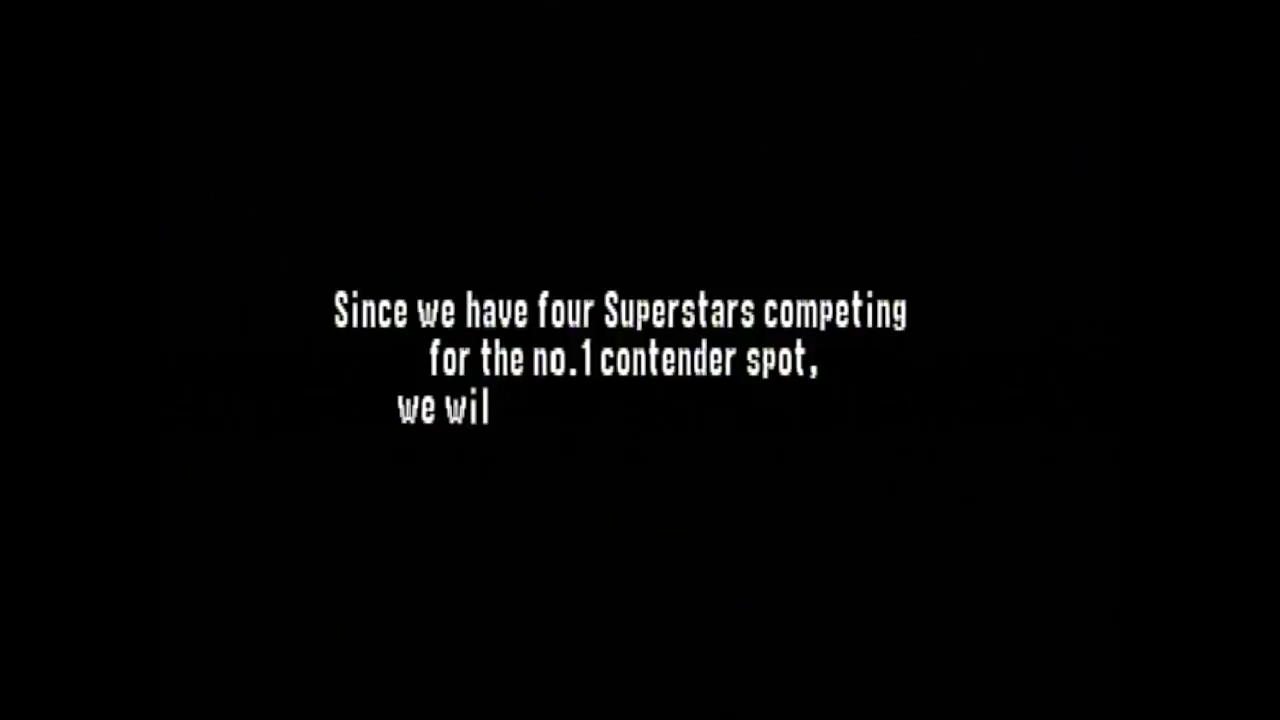 Since we have four Superstars competing
for the no.1 contender spot,
we wil